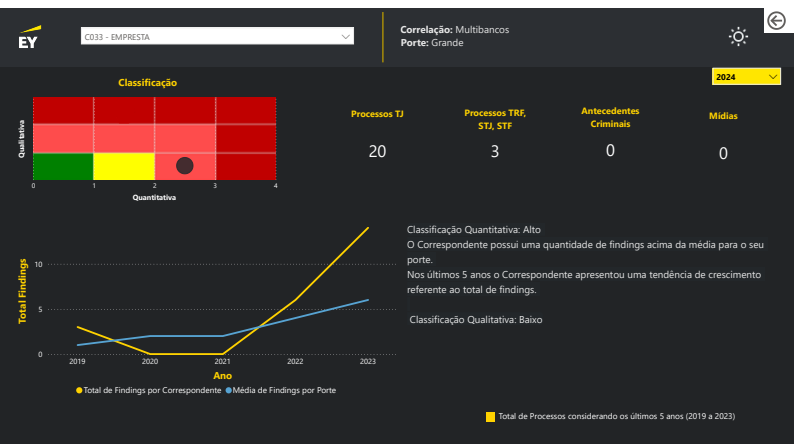 EY
C033 - EMPRESTA
Correlação: Multibancos
Porte: Grande
2024
Classificação
Qualitativa
0 1 2 3 4
Quantitativa
Processos TJ
20
Processos TRF,
STJ, STF
3
Antecedentes
Criminais
0
Mídias
0
Total Findings
10
5
0
2019 2020 2021 2022 2023
Ano
Total de Findings por Correspondente Média de Findings por Porte
Classificação Quantitativa: Alto
O Correspondente possui uma quantidade de findings acima da média para o seu
porte.
Nos últimos 5 anos o Correspondente apresentou uma tendência de crescimento
referente ao total de findings.
Classificação Qualitativa: Baixo
Total de Processos considerando os últimos 5 anos (2019 a 2023)